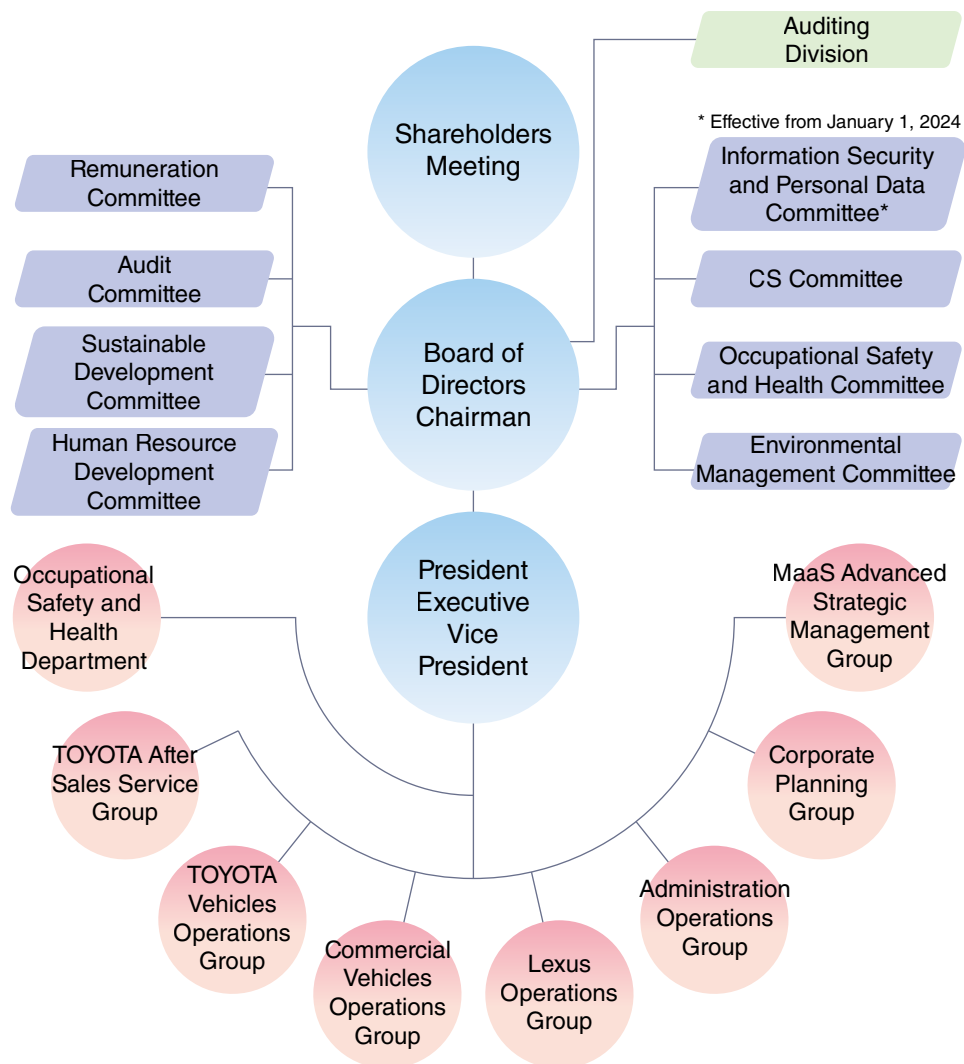 Auditing
Division
Shareholders
Meeting
* Effective from January 1, 2024
Remuneration
Committee
Information Security
and Personal Data
Committee*
Audit
Committee
CS Committee
Sustainable
Development
Committee
Board of
Directors
Chairman
Occupational Safety
and Health Committee
Human Resource
Development
Committee
Environmental
Management Committee
President
Executive
Vice
President
Occupational
Safety and
Health
Department
MaaS Advanced
Strategic
Management
Group
TOYOTA After
Sales Service
Group
Corporate
Planning
Group
TOYOTA
Vehicles
Operations
Group
Administration
Operations
Group
Commercial
Vehicles
Operations
Group
Lexus
Operations
Group